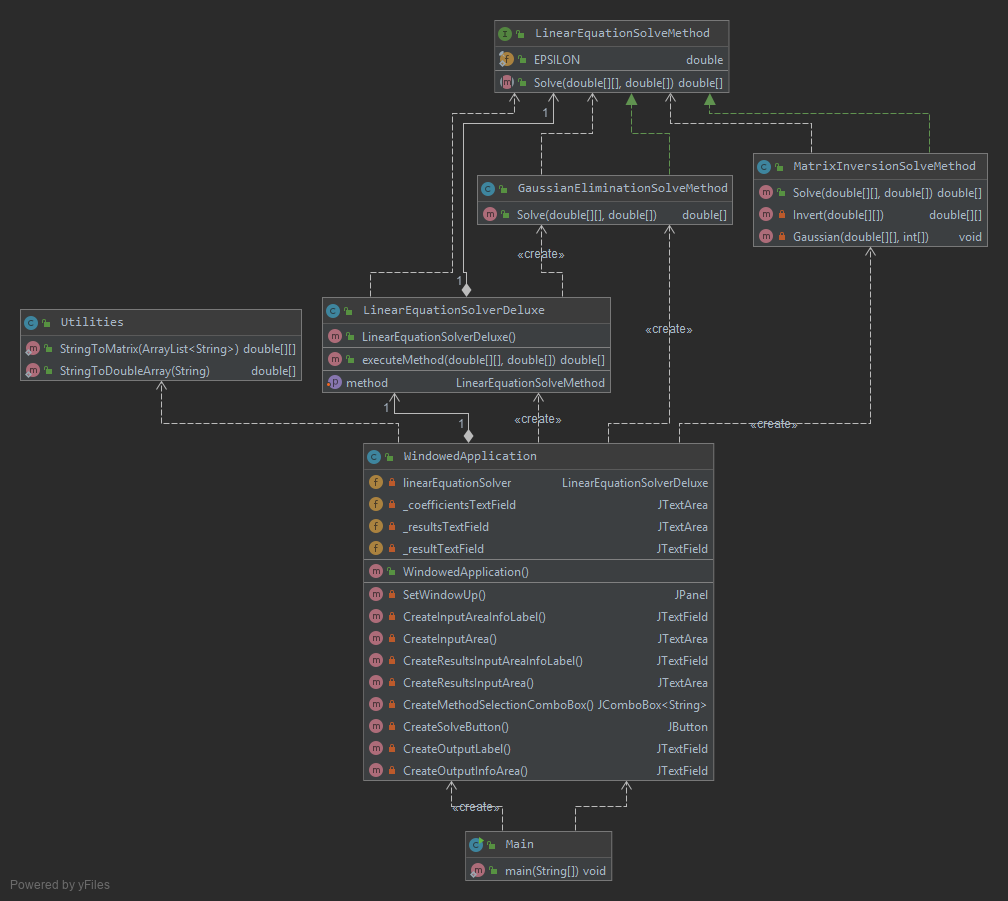 LinearEquationSolveMethod
EPSILON double
Solve(double[][], double[]) double[]
1
GaussianEliminationSolveMethod
Solve(double[][], double[]) double[]
MatrixInversionSolveMethod
Solve(double[][], double[]) double[]
Invert(double[][]) double[][]
Gaussian(double[][], int[]) void
«create»
1
LinearEquationSolverDeluxe
LinearEquationSolverDeluxe()
executeMethod(double[][], double[]) double[]
method LinearEquationSolveMethod
Utilities
StringToMatrix(ArrayList<String>) double[][]
StringToDoubleArray(String) double[]
«create»
1
1
«create»
«create»
WindowedApplication
linearEquationSolver LinearEquationSolverDeluxe
_coefficientsTextField JTextArea
_resultsTextField JTextArea
_resultTextField JTextField
WindowedApplication()
SetWindowUp() JPanel
CreateInputAreaInfoLabel() JTextField
CreateInputArea() JTextArea
CreateResultsInputAreaInfoLabel() JTextField
CreateResultsInputArea() JTextArea
CreateMethodSelectionComboBox() JComboBox<String>
CreateSolveButton() JButton
CreateOutputLabel() JTextField
CreateOutputInfoArea() JTextField
«create»
Main
main(String[]) void
Powered by yFiles